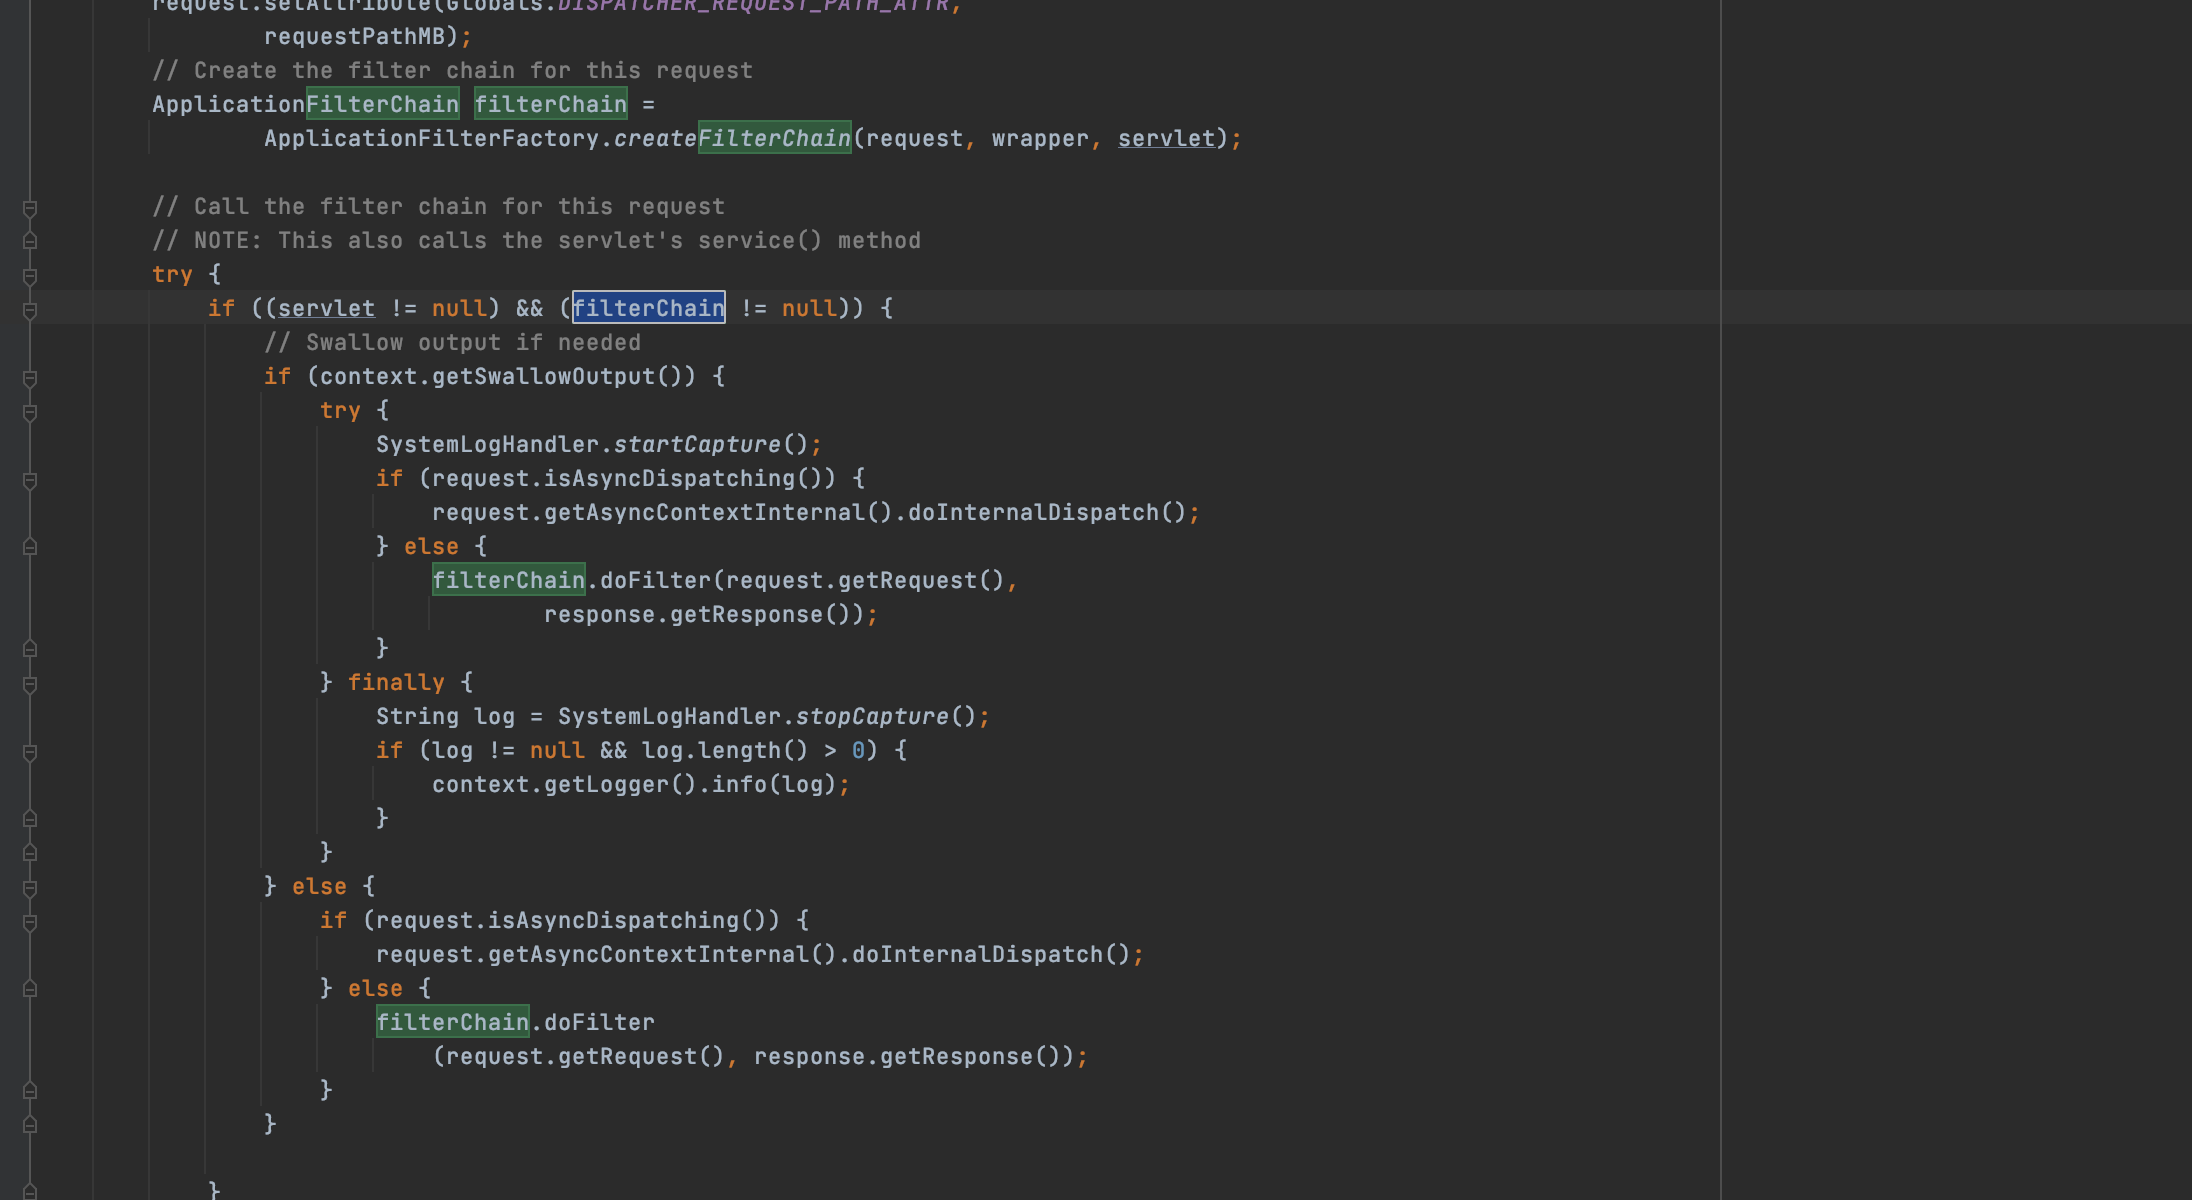 request.setAttribute(Globals.DISPATCHER_REQUEST_PATH_ATTR,
requestPathMB);
// Create the filter chain for this request
ApplicationFilterChain filterChain =
ApplicationFilterFactory.createFilterChain(request, wrapper, servlet);
// Call the filter chain for this request
// NOTE: This also calls the servlet's service() method
try {
if ((servlet != null) && (filterChain != null)) {
// Swallow output if needed
if (context.getSwallowOutput()) {
try {
SystemLogHandler.startCapture();
if (request.isAsyncDispatching()) {
request.getAsyncContextInternal().doInternalDispatch();
} else {
filterChain.doFilter(request.getRequest(),
response.getResponse());
}
} finally {
String log = SystemLogHandler.stopCapture();
if (log != null && log.length() > 0) {
context.getLogger().info(log);
}
}
} else {
if (request.isAsyncDispatching()) {
request.getAsyncContextInternal().doInternalDispatch();
} else {
filterChain.doFilter
(request.getRequest(), response.getResponse());
}
}
}